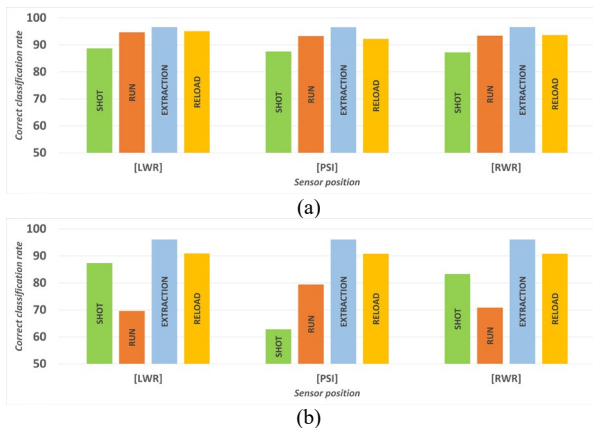 100
90
80
70
60
50
Correct classification rate
SHOT
RUN
EXTRACTION
RELOAD
SHOT
RUN
EXTRACTION
RELOAD
SHOT
RUN
EXTRACTION
RELOAD
[LWR] [PSI] [RWR]
Sensor position
(a)
100
90
80
70
60
50
Correct classification rate
SHOT
RUN
EXTRACTION
RELOAD
SHOT
RUN
EXTRACTION
RELOAD
SHOT
RUN
EXTRACTION
RELOAD
[LWR] [PSI] [RWR]
Sensor position
(b)